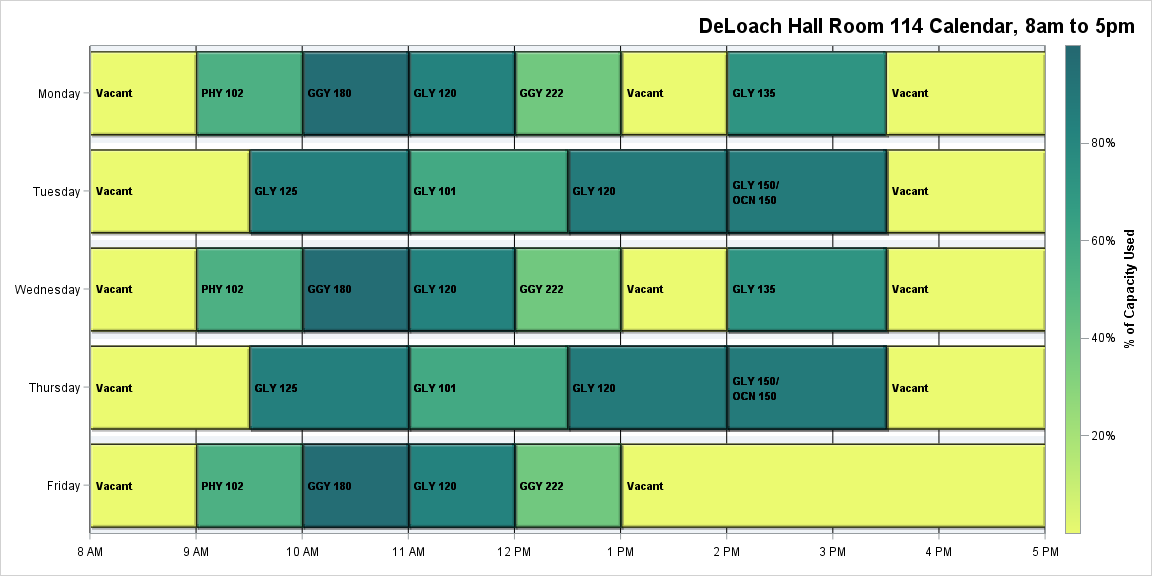 DeLoach Hall Room 114 Calendar, 8am to 5pm
Monday
Vacant
PHY 102
GGY 180
GLY 120
GGY 222
Vacant
GLY 135
Vacant
Tuesday
Vacant
GLY 125
GLY 101
GLY 120
GLY 150/
OCN 150
Vacant
Wednesday
Vacant
PHY 102
GGY 180
GLY 120
GGY 222
Vacant
GLY 135
Vacant
Thursday
Vacant
GLY 125
GLY 101
GLY 120
GLY 150/
OCN 150
Vacant
Friday
Vacant
PHY 102
GGY 180
GLY 120
GGY 222
Vacant
8 AM
9 AM
10 AM
11 AM
12 PM
1 PM
2 PM
3 PM
4 PM
5 PM
80%
60%
40%
20%
% of Capacity Used